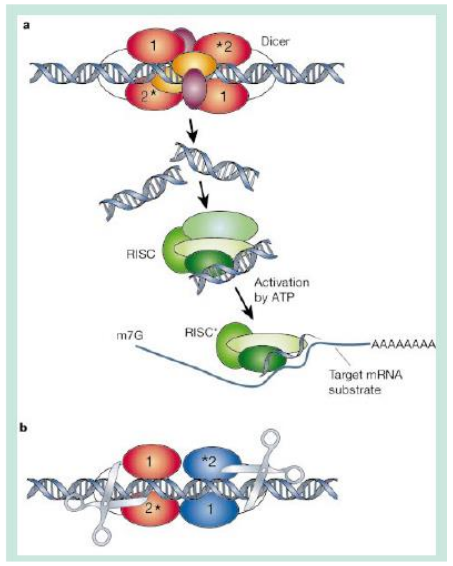 a
1
*2
Dicer
2*
1
RISC
Activation
by ATP
m7G
RISC*
AAAAAAAA
Target mRNA
substrate
b
1
*2
2*
1